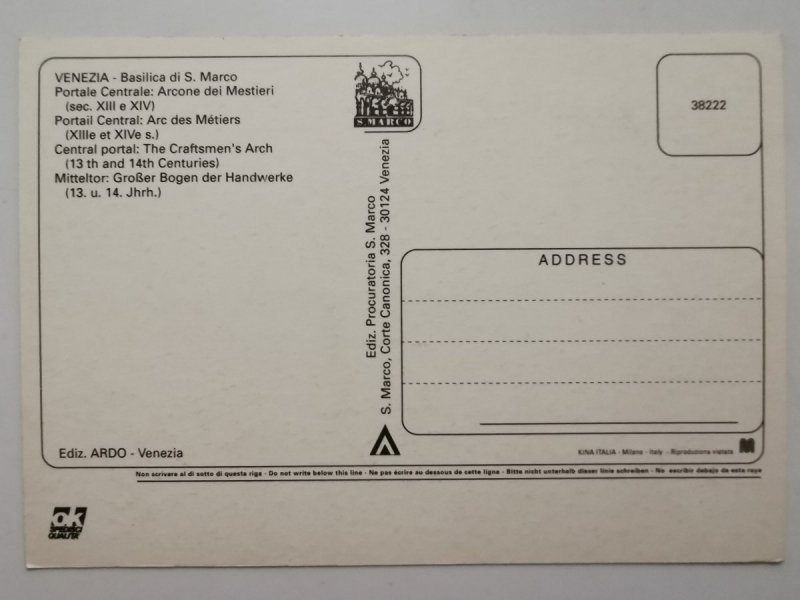 VENEZIA - Basilica di S. Marco
Portale Centrale: Arcone dei Mestieri
(sec. XIII e XIV)
Portail Central: Arc des Métiers
(XIIIe et XIVe s.)
Central portal: The Craftsmen's Arch
(13 th and 14th Centuries)
Mitteltor: Großer Bogen der Handwerke
(13. u. 14. Jhrh.)
S. MARCO
38222
Ediz. Procuratoria S. Marco
S. Marco, Corte Canonica, 328 - 30124 Venezia
ADDRESS
Ediz. ARDO - Venezia
KINA ITALIA - Milano - Italy - Riproduzione vietata
Non scrivere al di sotto di questa riga - Do not write below this line - Ne pas écrire au dessous de cette ligne - Bitte nicht unterhalb dieser linie schreiben - No escribir debajo de esta raya
ok
SPEDISCI
QUALITA'